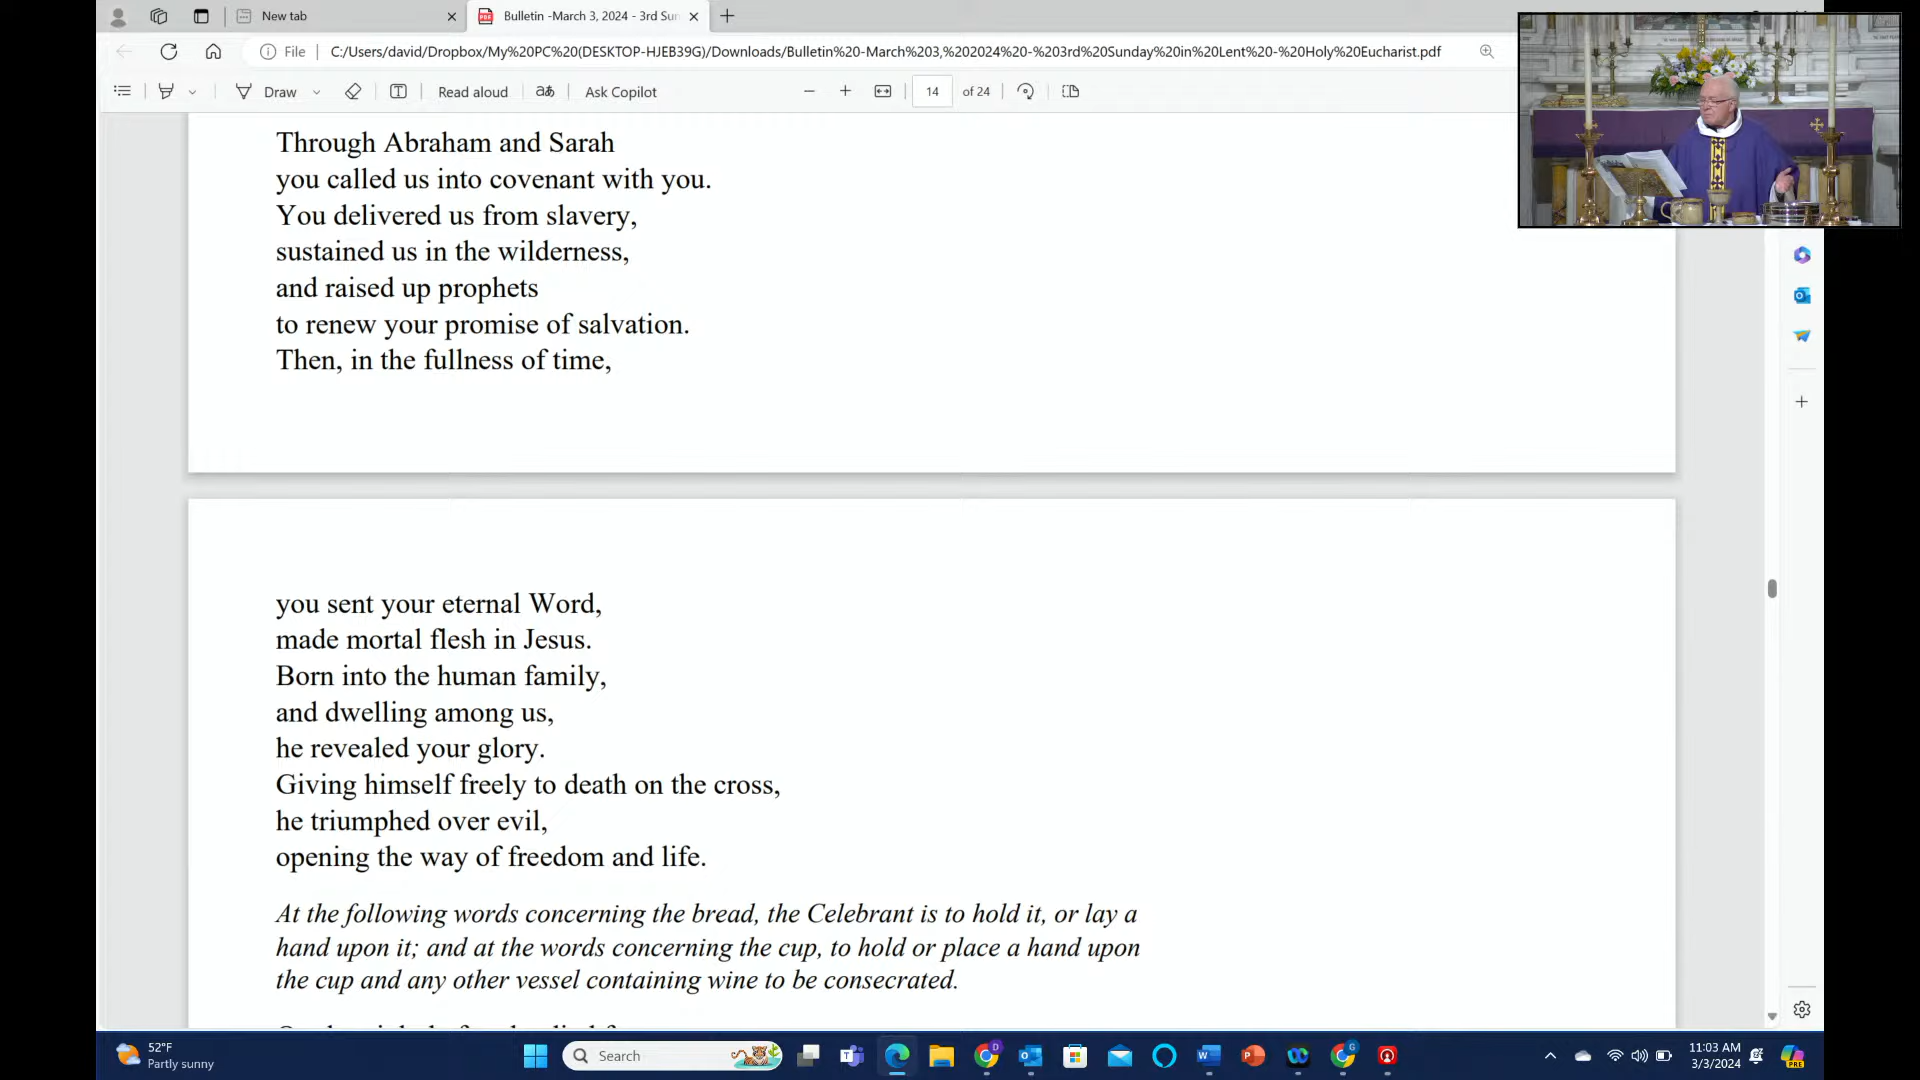 New tab
Bulletin -March 3, 2024 - 3rd Sun
File
C:/Users/david/Dropbox/My%20PC%20(DESKTOP-HJEB39G)/Downloads/Bulletin%20-March%203,%202024%20-%203rd%20Sunday%20in%20Lent%20-%20Holy%20Eucharist.pdf
Draw
Read aloud
Ask Copilot
14
of 24
Through Abraham and Sarah
you called us into covenant with you.
You delivered us from slavery,
sustained us in the wilderness,
and raised up prophets
to renew your promise of salvation.
Then, in the fullness of time,
you sent your eternal Word,
made mortal flesh in Jesus.
Born into the human family,
and dwelling among us,
he revealed your glory.
Giving himself freely to death on the cross,
he triumphed over evil,
opening the way of freedom and life.
At the following words concerning the bread, the Celebrant is to hold it, or lay a
hand upon it; and at the words concerning the cup, to hold or place a hand upon
the cup and any other vessel containing wine to be consecrated.
52°F
Partly sunny
Search
11:03 AM
3/3/2024